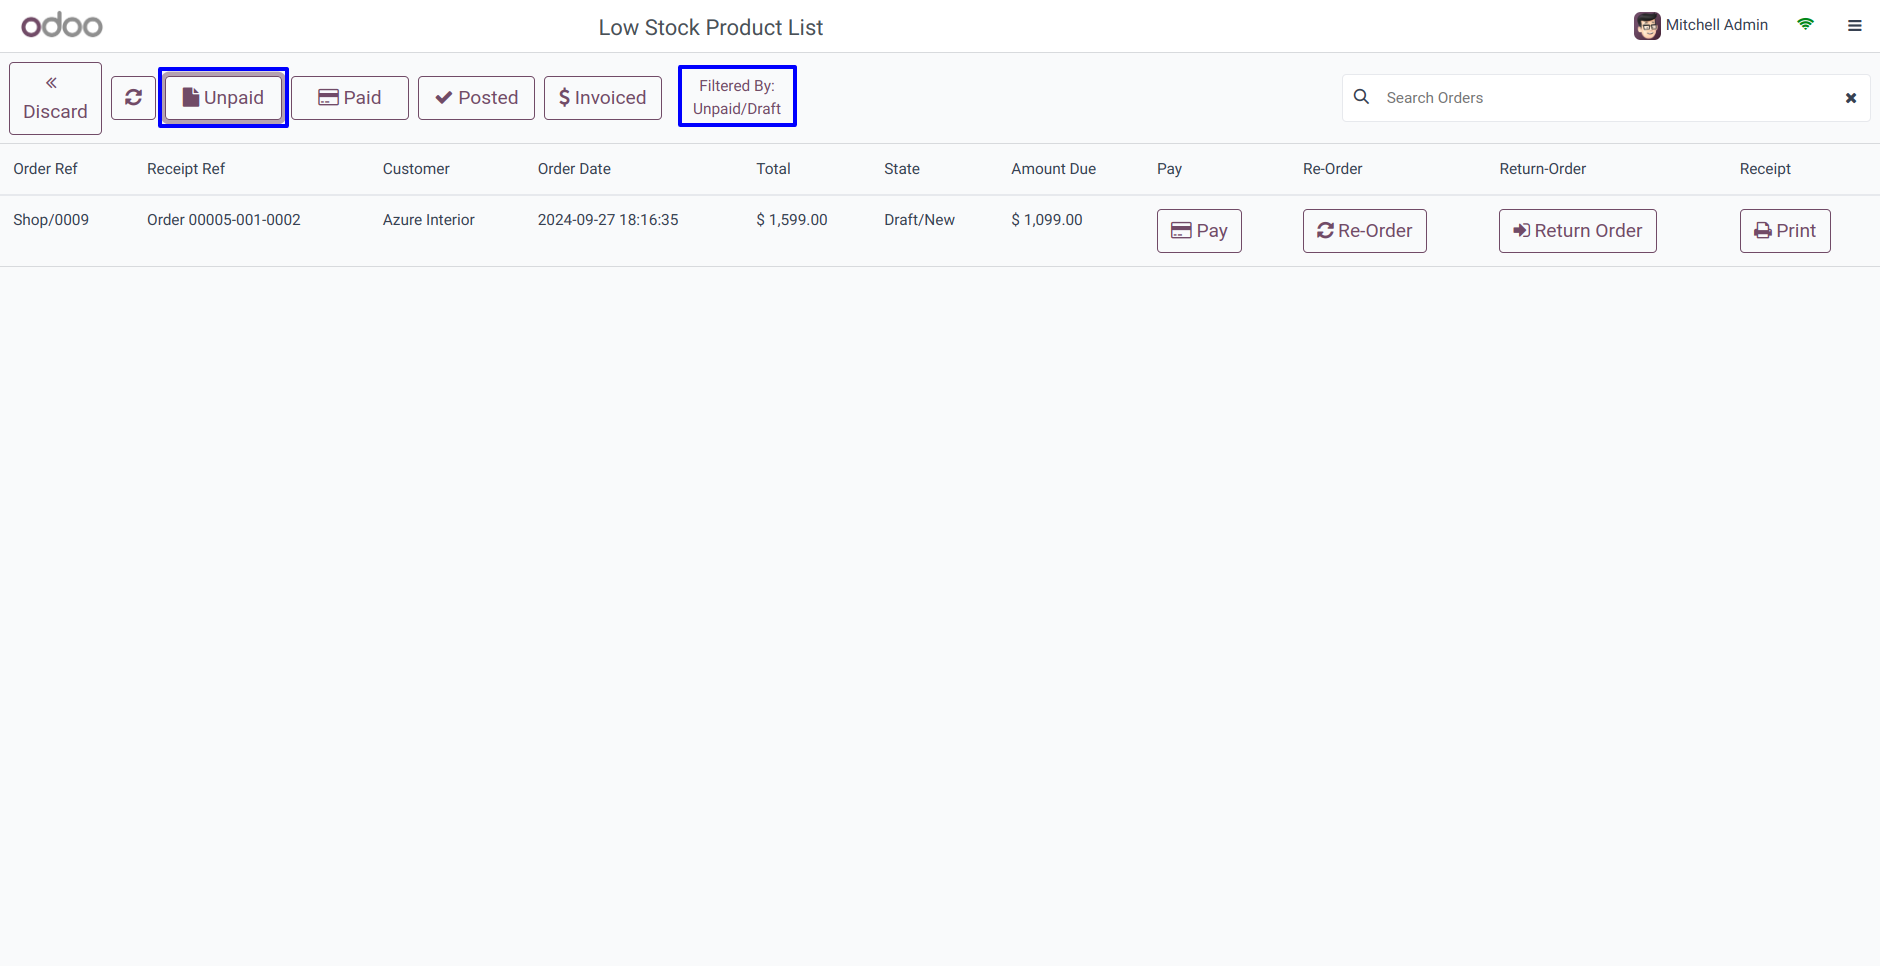 odoo
Low Stock Product List
Mitchell Admin
« Discard
Unpaid
Paid
Posted
$ Invoiced
Filtered By:
Unpaid/Draft
Search Orders
Order Ref Receipt Ref Customer Order Date Total State Amount Due Pay Re-Order Return-Order Receipt
Shop/0009 Order 00005-001-0002 Azure Interior 2024-09-27 18:16:35 $ 1,599.00 Draft/New $ 1,099.00 Pay Re-Order Return Order Print